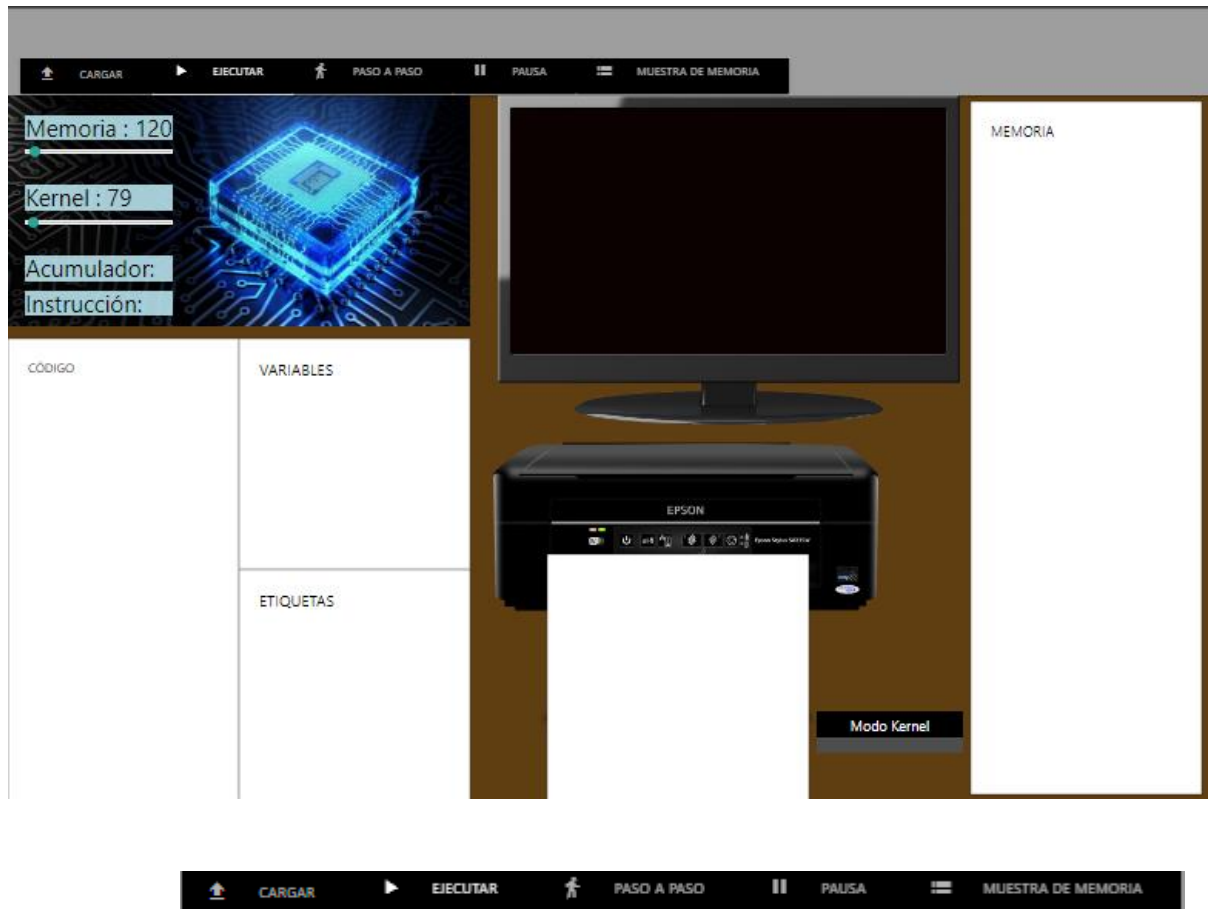 CARGAR EJECUTAR PASO A PASO PAUSA MUESTRA DE MEMORIA
Memoria : 120
Kernel : 79
Acumulador:
Instrucción:
MEMORIA
CÓDIGO
VARIABLES
ETIQUETAS
EPSON
Modo Kernel
CARGAR EJECUTAR PASO A PASO PAUSA MUESTRA DE MEMORIA